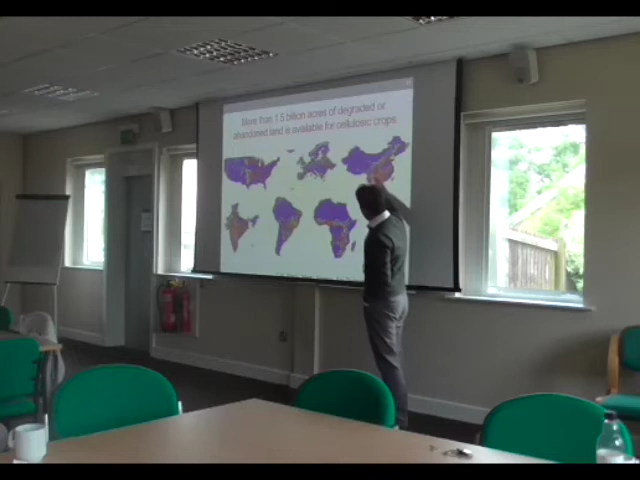 More than 1.5 billion acres of degraded or
abandoned land is available for cellulosic crops